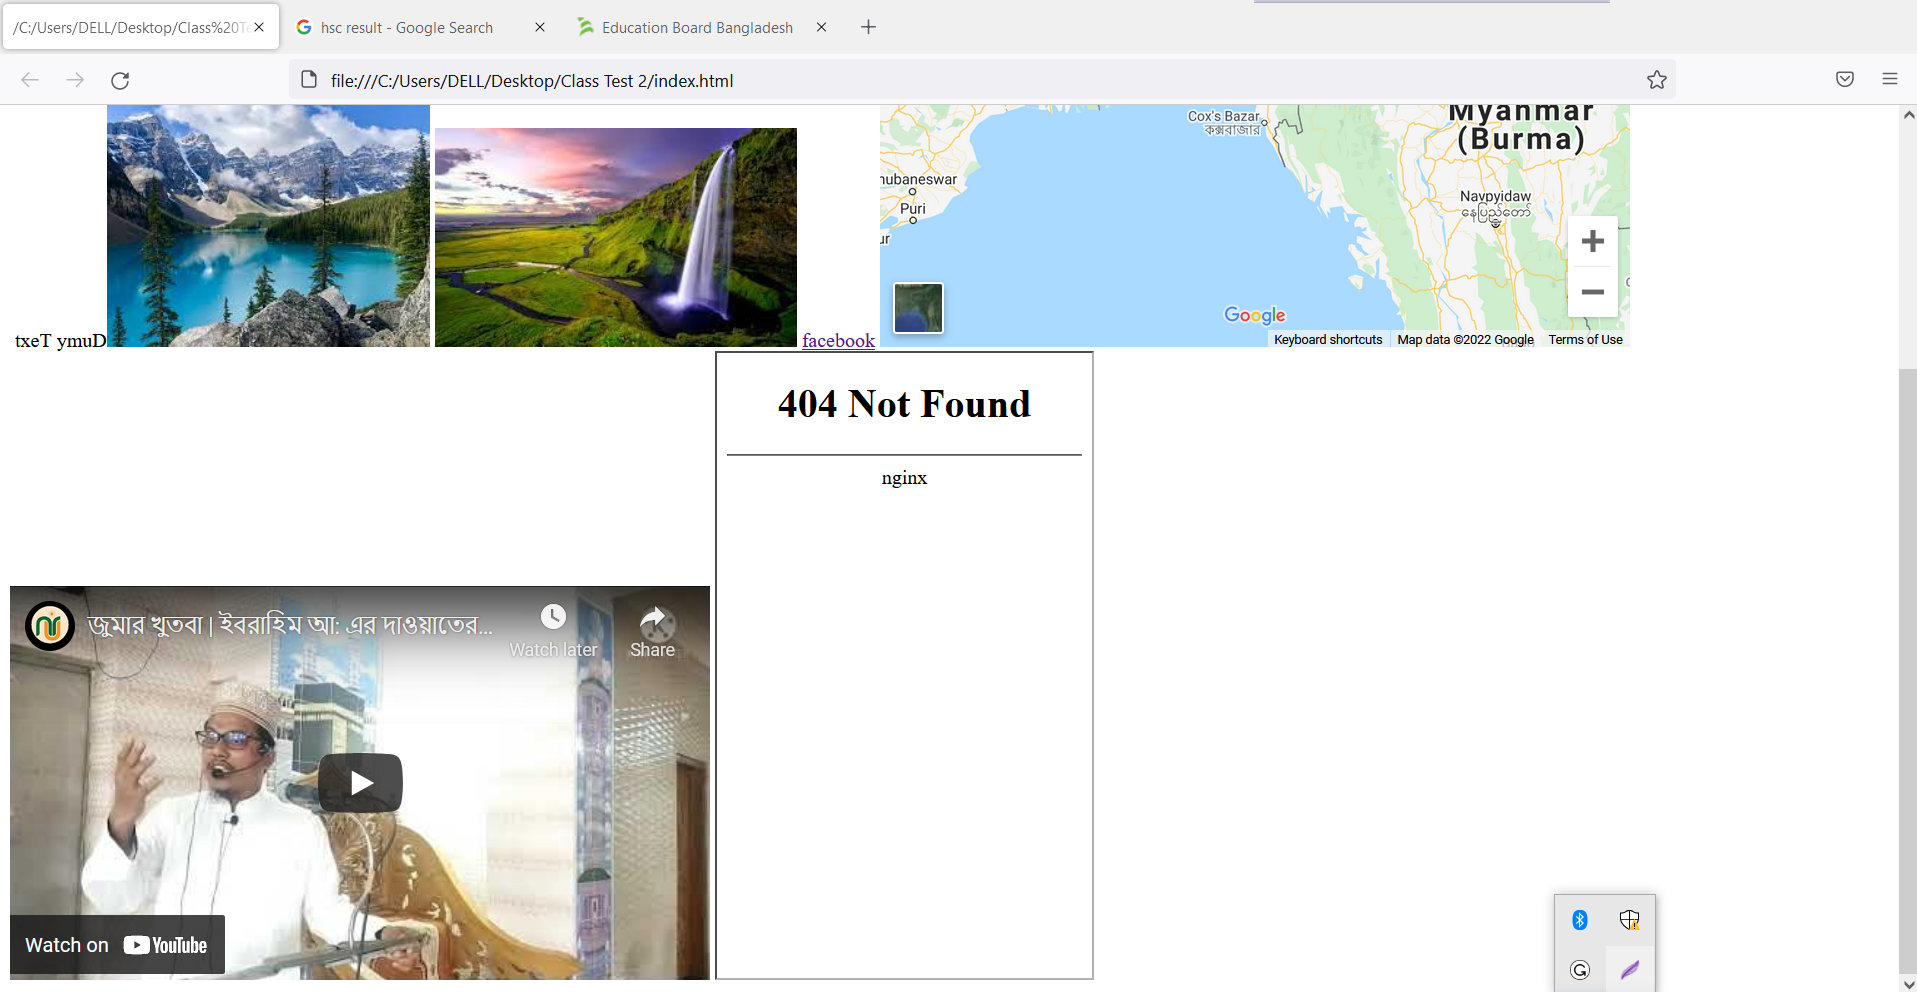 /C:/Users/DELL/Desktop/Class%20Te
hsc result - Google Search
Education Board Bangladesh
file:///C:/Users/DELL/Desktop/Class Test 2/index.html
Cox's Bazar
কক্সবাজার
Myanmar
(Burma)
hubaneswar
Puri
ur
Navpyidaw
နေပြည်တော်
Google
Keyboard shortcuts Map data ©2022 Google Terms of Use
txeT ymuD
facebook
404 Not Found
nginx
জুমার খুতবা | ইবরাহিম আ: এর দাওয়াতের...
Watch later
Share
Watch on YouTube